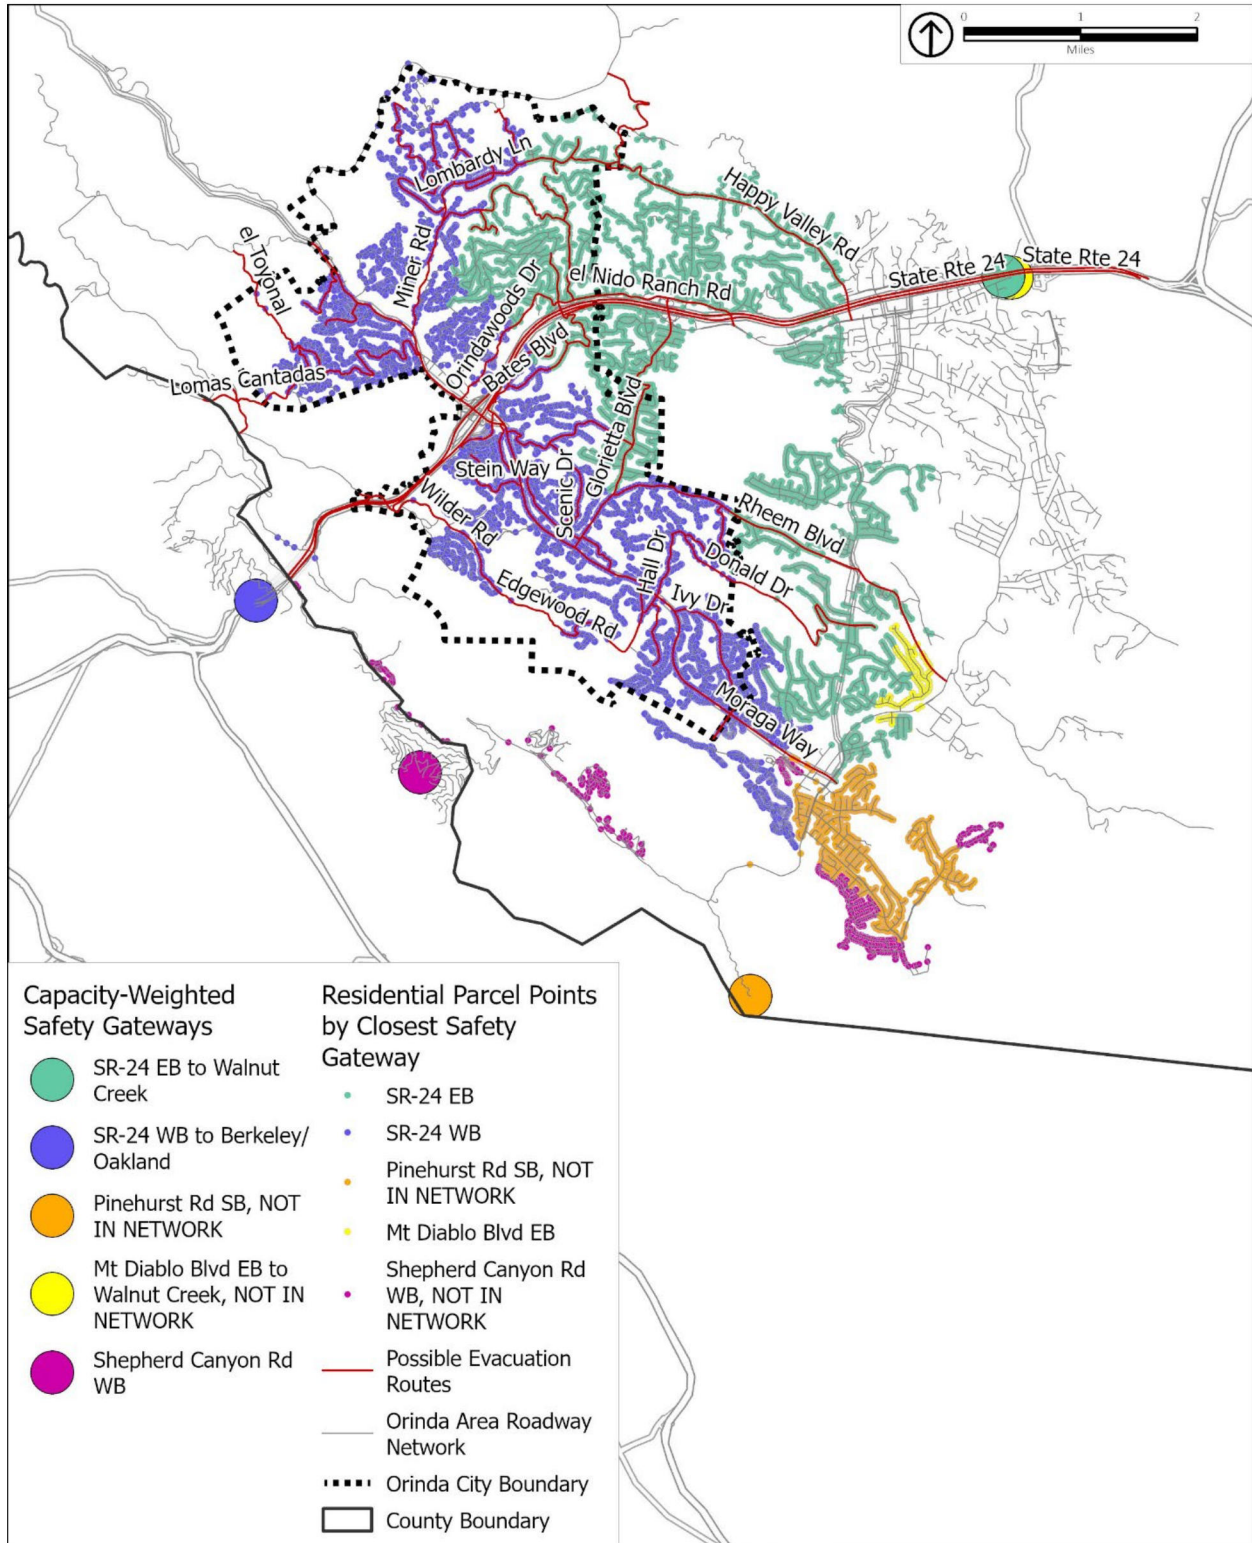 0 1 2
Miles
Lombardy Ln
Happy Valley Rd
el Toyonal
Miner Rd
State Rte 24
State Rte 24
el Nido Ranch Rd
Orindawoods Dr
Bates Blvd
Lomas Cantadas
Glorietta Blvd
Stein Way
Scenic Dr
Wilder Rd
Rheem Blvd
Hall Dr
Donald Dr
Edgewood Rd
Ivy Dr
Moraga Way
Capacity-Weighted
Safety Gateways
SR-24 EB to Walnut
Creek
SR-24 WB to Berkeley/
Oakland
Pinehurst Rd SB, NOT
IN NETWORK
Mt Diablo Blvd EB to
Walnut Creek, NOT IN
NETWORK
Shepherd Canyon Rd
WB
Residential Parcel Points
by Closest Safety
Gateway
SR-24 EB
SR-24 WB
Pinehurst Rd SB, NOT
IN NETWORK
Mt Diablo Blvd EB
Shepherd Canyon Rd
WB, NOT IN
NETWORK
Possible Evacuation
Routes
Orinda Area Roadway
Network
Orinda City Boundary
County Boundary